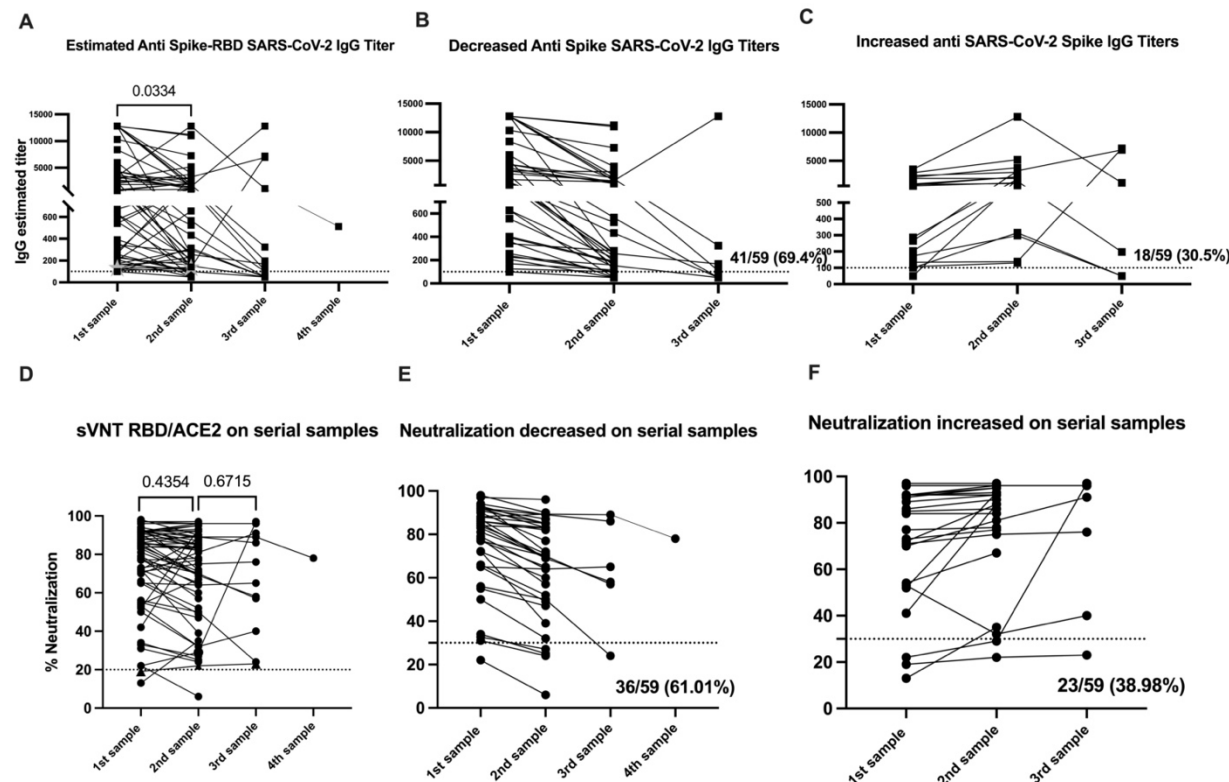 A
Estimated Anti Spike-RBD SARS-CoV-2 IgG Titer
0.0334
15000
10000
5000
600
400
200
0
IgG estimated titer
1st sample
2nd sample
3rd sample
4th sample
B
Decreased Anti Spike SARS-CoV-2 IgG Titers
15000
10000
5000
600
400
200
0
41/59 (69.4%)
1st sample
2nd sample
3rd sample
C
Increased anti SARS-CoV-2 Spike IgG Titers
15000
10000
5000
500
400
300
200
100
0
18/59 (30.5%)
1st sample
2nd sample
3rd sample
D
sVNT RBD/ACE2 on serial samples
0.4354
0.6715
100
80
60
40
20
0
% Neutralization
1st sample
2nd sample
3rd sample
4th sample
E
Neutralization decreased on serial samples
100
80
60
40
20
0
36/59 (61.01%)
1st sample
2nd sample
3rd sample
4th sample
F
Neutralization increased on serial samples
100
80
60
40
20
0
23/59 (38.98%)
1st sample
2nd sample
3rd sample